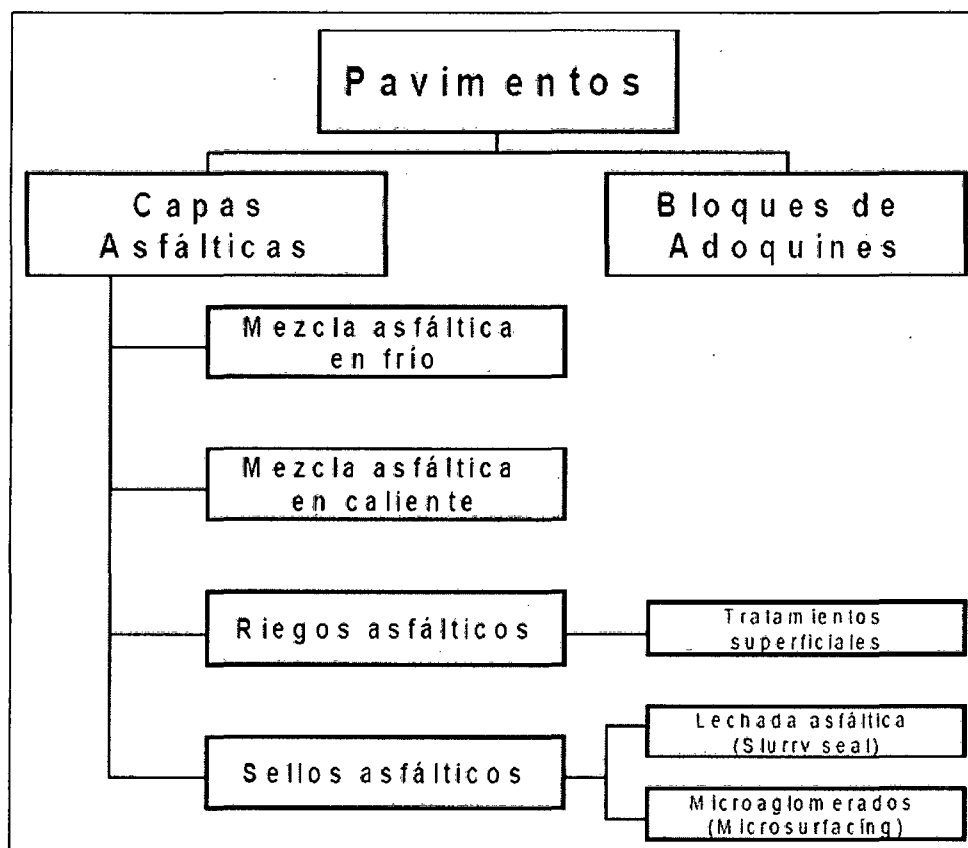 Pavimentos
Capas
Asfálticas
Bloques de
Adoquines
Mezcla asfáltica
en frío
Mezcla asfáltica
en caliente
Riegos asfálticos
Tratamientos
superficiales
Sellos asfálticos
Lechada asfáltica
(Slurry seal)
Microaglomerados
(Microsurfacing)